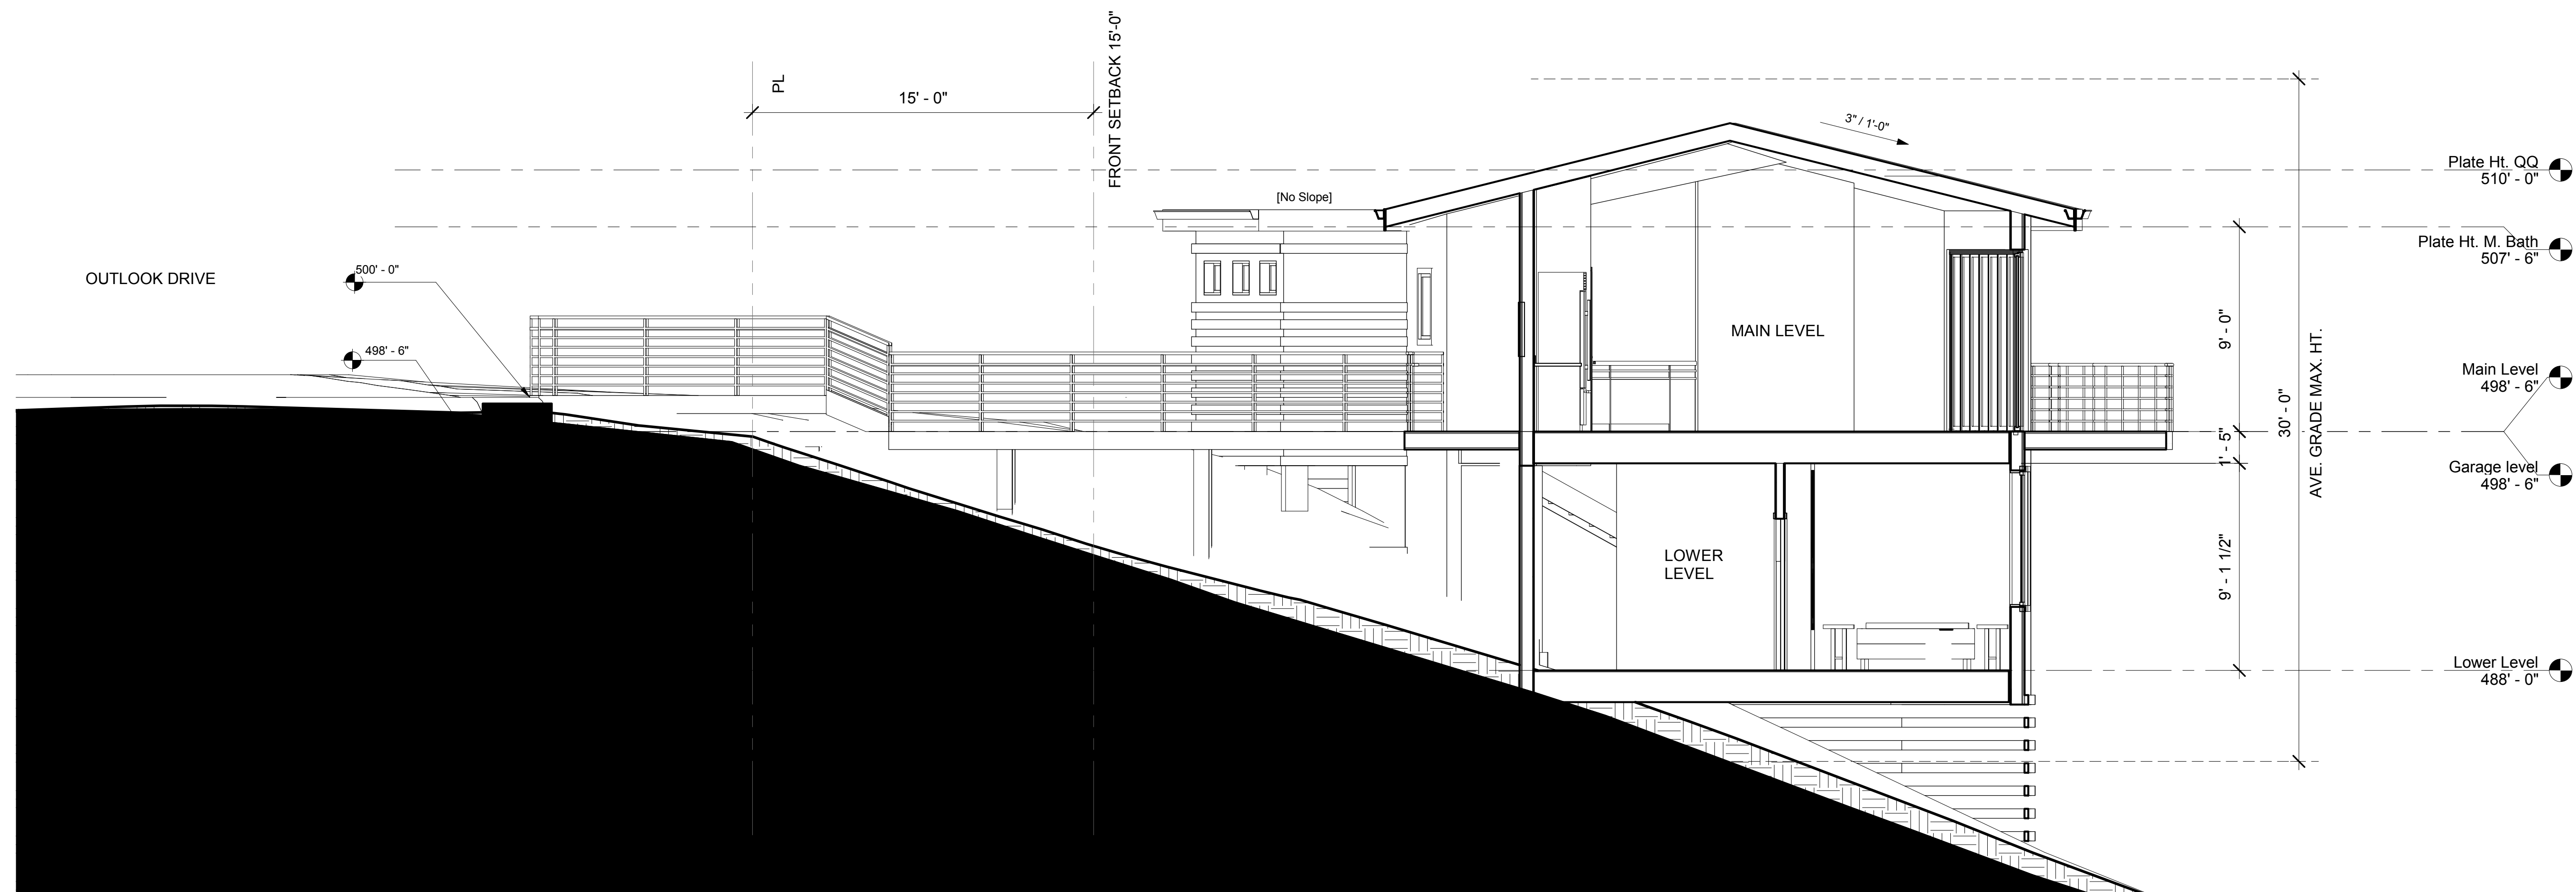 PL
15' - 0"
FRONT SETBACK 15'-0"
3" / 1'-0"
[No Slope]
OUTLOOK DRIVE
500' - 0"
498' - 6"
MAIN LEVEL
LOWER
LEVEL
9' - 0"
1' - 5"
9' - 1 1/2"
30' - 0"
AVE. GRADE MAX. HT.
Plate Ht. QQ
510' - 0"
Plate Ht. M. Bath
507' - 6"
Main Level
498' - 6"
Garage level
498' - 6"
Lower Level
488' - 0"